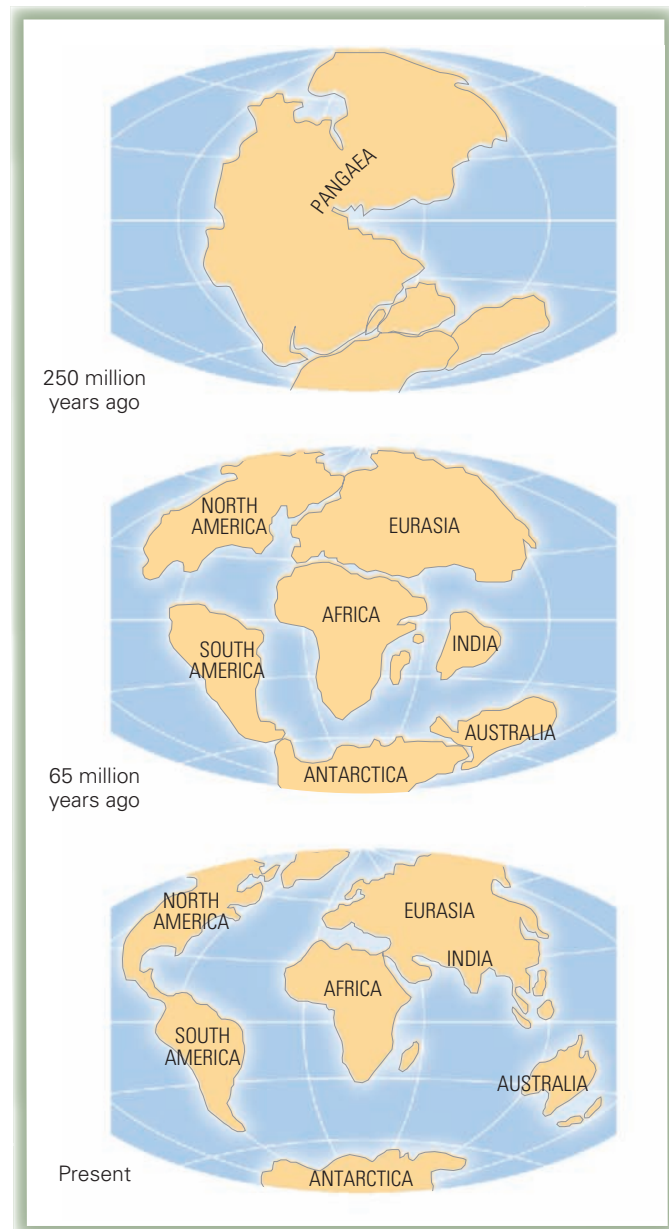 PANGAEA
250 million
years ago
NORTH
AMERICA
EURASIA
AFRICA
SOUTH
AMERICA
INDIA
AUSTRALIA
ANTARCTICA
65 million
years ago
NORTH
AMERICA
EURASIA
INDIA
AFRICA
SOUTH
AMERICA
AUSTRALIA
ANTARCTICA
Present